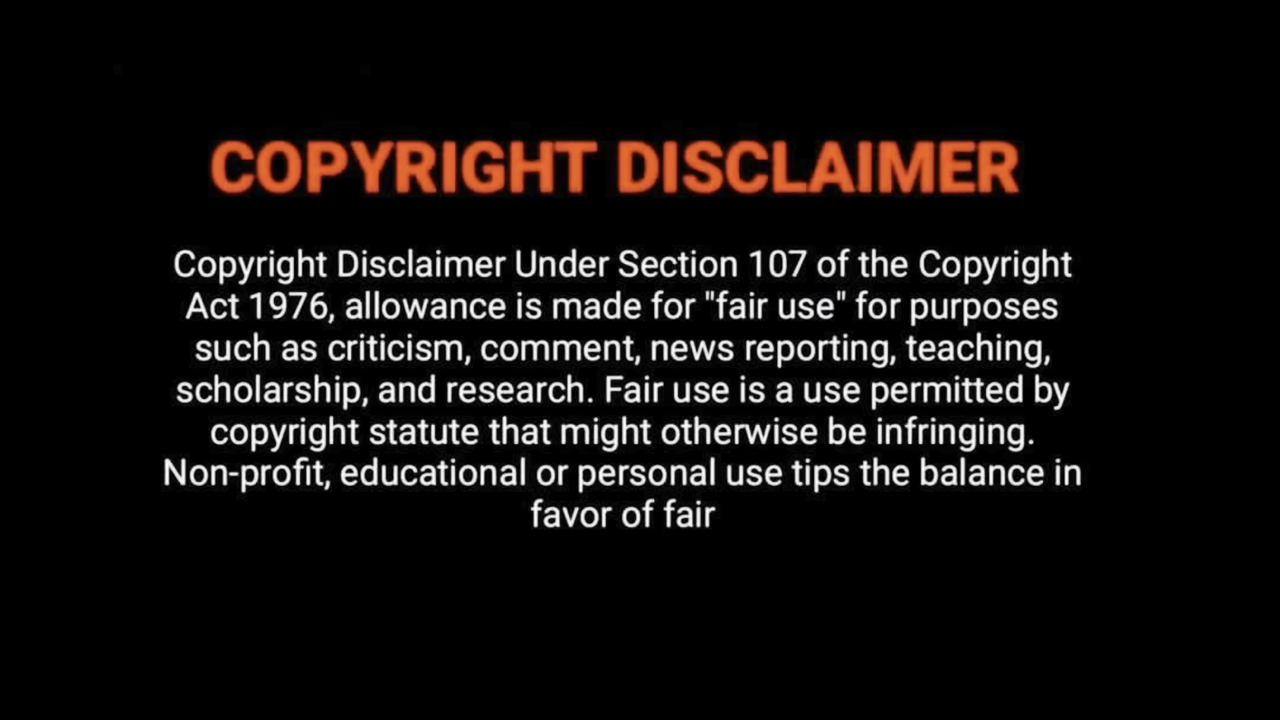 COPYRIGHT DISCLAIMER
Copyright Disclaimer Under Section 107 of the Copyright
Act 1976, allowance is made for "fair use" for purposes
such as criticism, comment, news reporting, teaching,
scholarship, and research. Fair use is a use permitted by
copyright statute that might otherwise be infringing.
Non-profit, educational or personal use tips the balance in
favor of fair